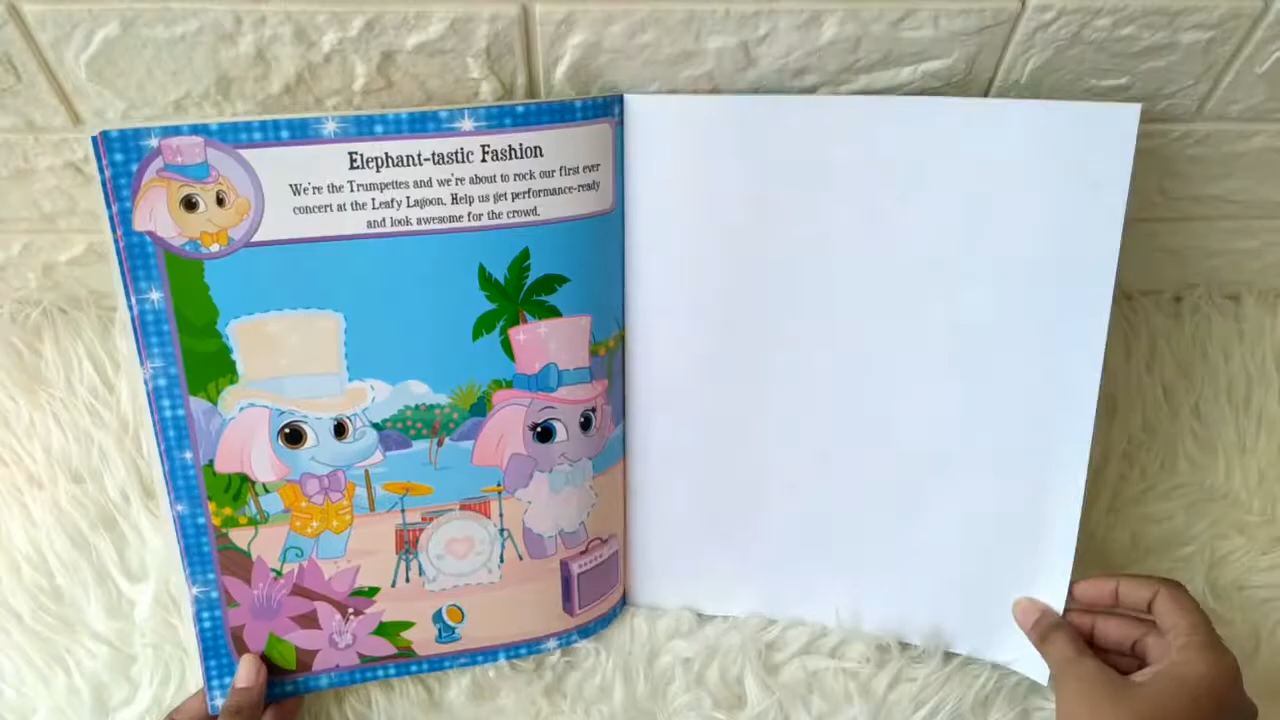 Elephant-tastic Fashion
We're the Trumpettes and we're about to rock our first ever
concert at the Leafy Lagoon. Help us get performance-ready
and look awesome for the crowd.